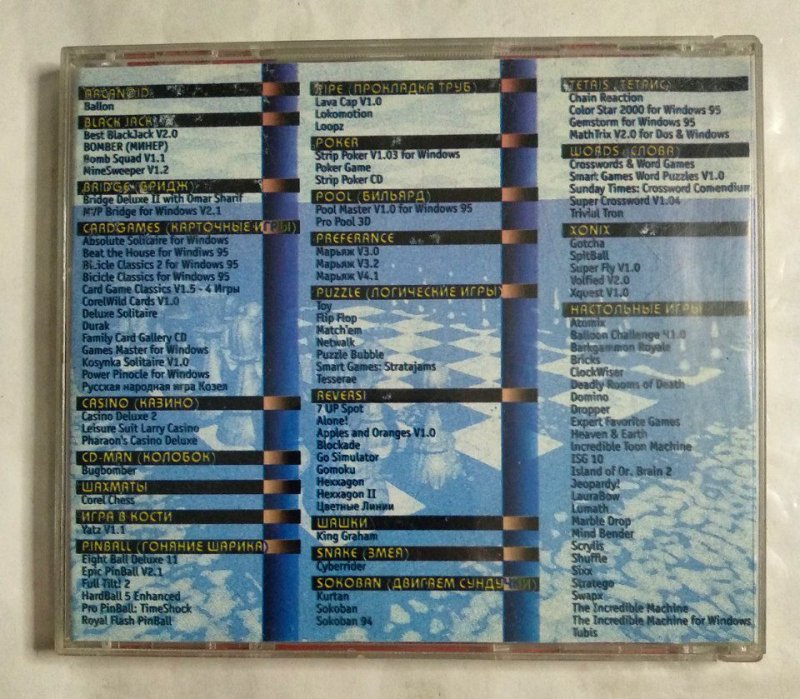 ARCANOID
Ballon
BLACK JACK
Best BlackJack V2.0
BOMBER (МИНЕР)
Bomb Squad V1.1
MineSweeper V1.2
BRIDGE (БРИДЖ)
Bridge Deluxe II with Omar Sharif
MVP Bridge for Windows V2.1
CARDGAMES (КАРТОЧНЫЕ ИГРЫ)
Absolute Solitaire for Windows
Beat the House for Windiws 95
Bicicle Classics 2 for Windows 95
Bicicle Classics for Windows 95
Card Game Classics V1.5 - 4 Игры
CorelWild Cards V1.0
Deluxe Solitaire
Durak
Family Card Gallery CD
Games Master for Windows
Kosynka Solitaire V1.0
Power Pinocle for Windows
Русская народная игра Козел
CASINO (КАЗИНО)
Casino Deluxe 2
Leisure Suit Larry Casino
Pharaon's Casino Deluxe
CD-MAN (КОЛОБОК)
Bugbomber
ШАХМАТЫ
Corel Chess
ИГРА В КОСТИ
Yatz V1.1
PINBALL (ГОНЯНИЕ ШАРИКА)
Eight Ball Deluxe 11
Epic PinBall V2.1
Full Tilt! 2
HardBall 5 Enhanced
Pro PinBall: TimeShock
Royal Flash PinBall
PIPE (ПРОКЛАДКА ТРУБ)
Lava Cap V1.0
Lokomotion
Loopz
POKER
Strip Poker V1.03 for Windows
Poker Game
Strip Poker CD
POOL (БИЛЬЯРД)
Pool Master V1.0 for Windows 95
Pro Pool 3D
PREFERANCE
Марьяж V3.0
Марьяж V3.2
Марьяж V4.1
PUZZLE (ЛОГИЧЕСКИЕ ИГРЫ)
Toy
Flip Flop
Match'em
Netwalk
Puzzle Bubble
Smart Games: Stratajams
Tesserae
REVERSI
7 UP Spot
Alone!
Apples and Oranges V1.0
Blockade
Go Simulator
Gomoku
Hexxagon
Hexxagon II
Цветные Линии
ШАШКИ
King Graham
SNAKE (ЗМЕЯ)
Cyberrider
SOKOBAN (ДВИГАЕМ СУНДУЧКИ)
Kurtan
Sokoban
Sokoban 94
TETRIS (ТЕТРИС)
Chain Reaction
Color Star 2000 for Windows 95
Gemstorm for Windows 95
MathTrix V2.0 for Dos & Windows
WORDS (СЛОВА)
Crosswords & Word Games
Smart Games Word Puzzles V1.0
Sunday Times: Crossword Comendium
Super Crossword V1.04
Trivial Tron
XONIX
Gotcha
SpitBall
Super Fly V1.0
Volfied V2.0
Xquest V1.0
НАСТОЛЬНЫЕ ИГРЫ
Atomix
Balloon Challenge V1.0
Barkgammon Royale
Bricks
ClockWiser
Deadly Rooms of Death
Domino
Dropper
Expert Favorite Games
Heaven & Earth
Incredible Toon Machine
ISG 10
Island of Or. Brain 2
Jeopardy!
LauraBow
Lumath
Marble Drop
Mind Bender
Scrylis
Shuffle
Sixx
Stratego
Swapx
The Incredible Machine
The Incredible Machine for Windows
Tubis